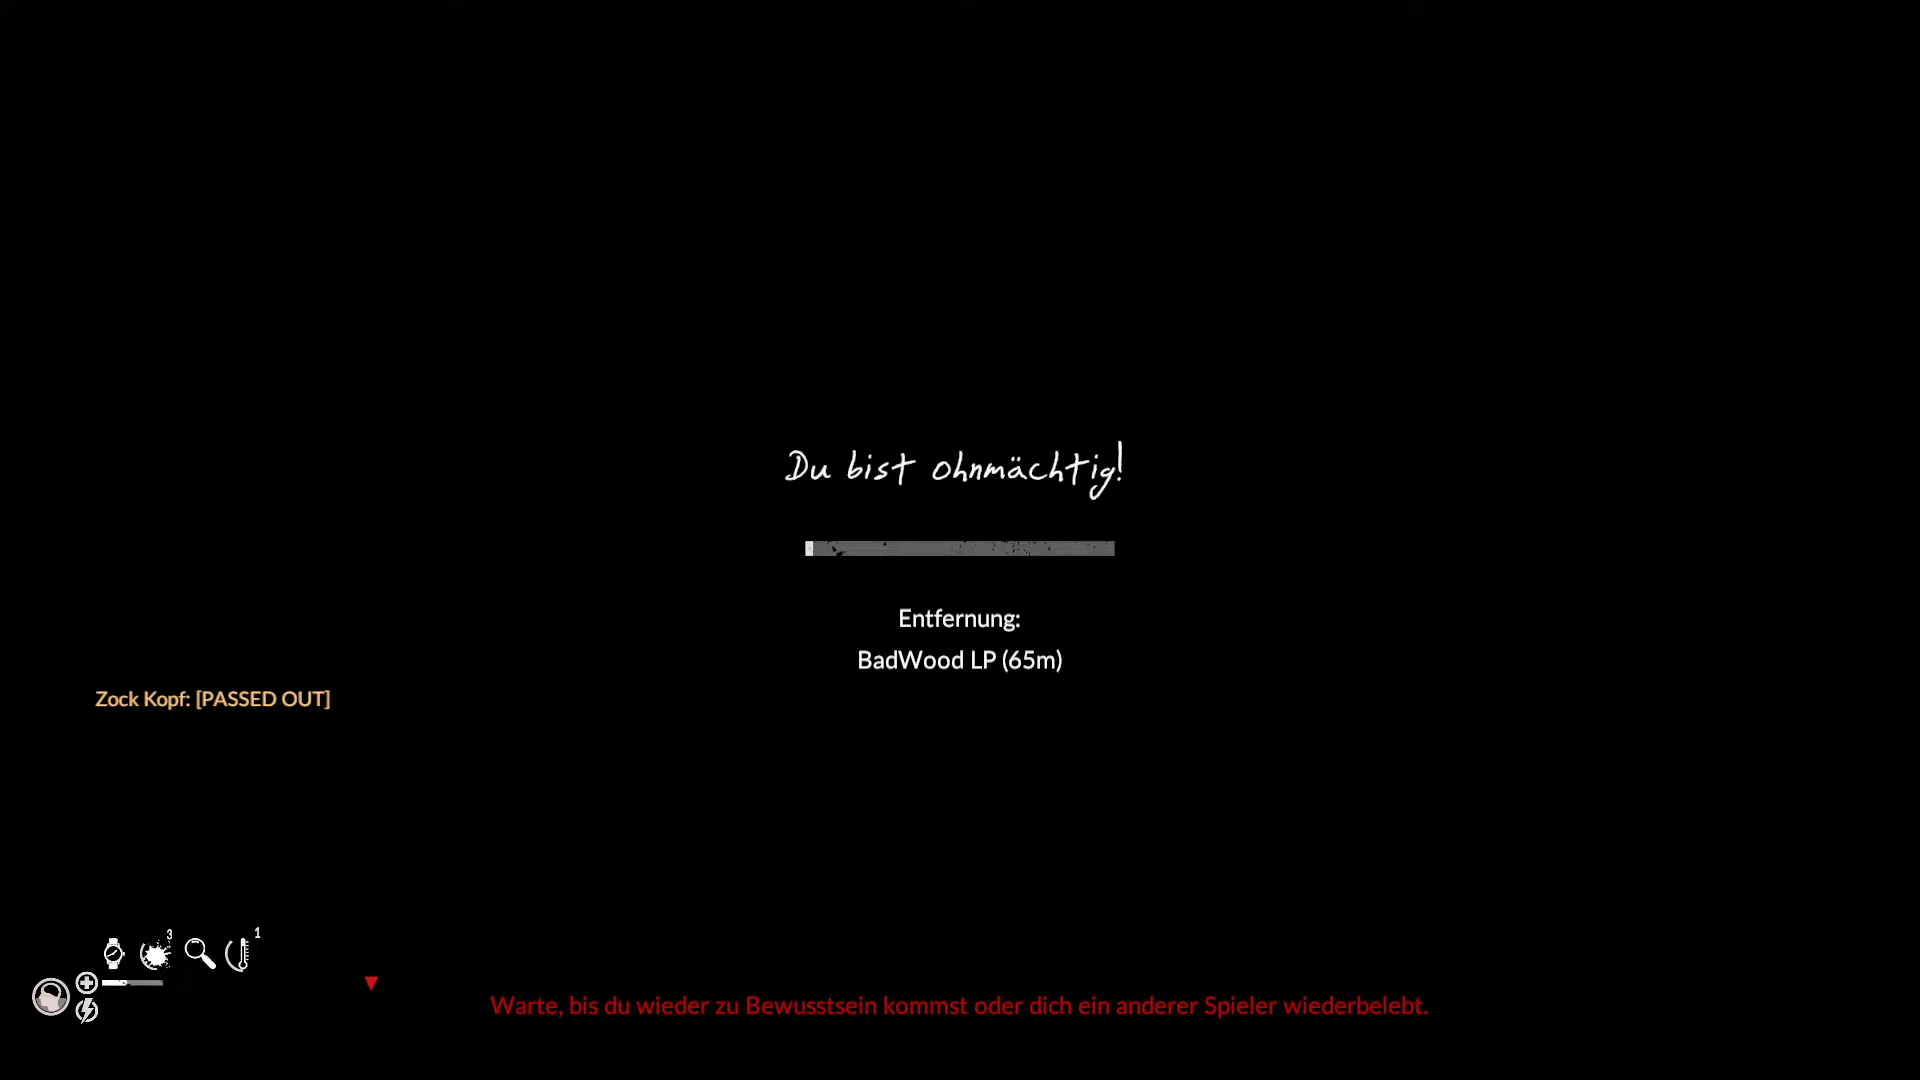 Du bist ohnmächtig!
Entfernung:
BadWood LP (65m)
Zock Kopf: [PASSED OUT]
3
1
Warte, bis du wieder zu Bewusstsein kommst oder dich ein anderer Spieler wiederbelebt.